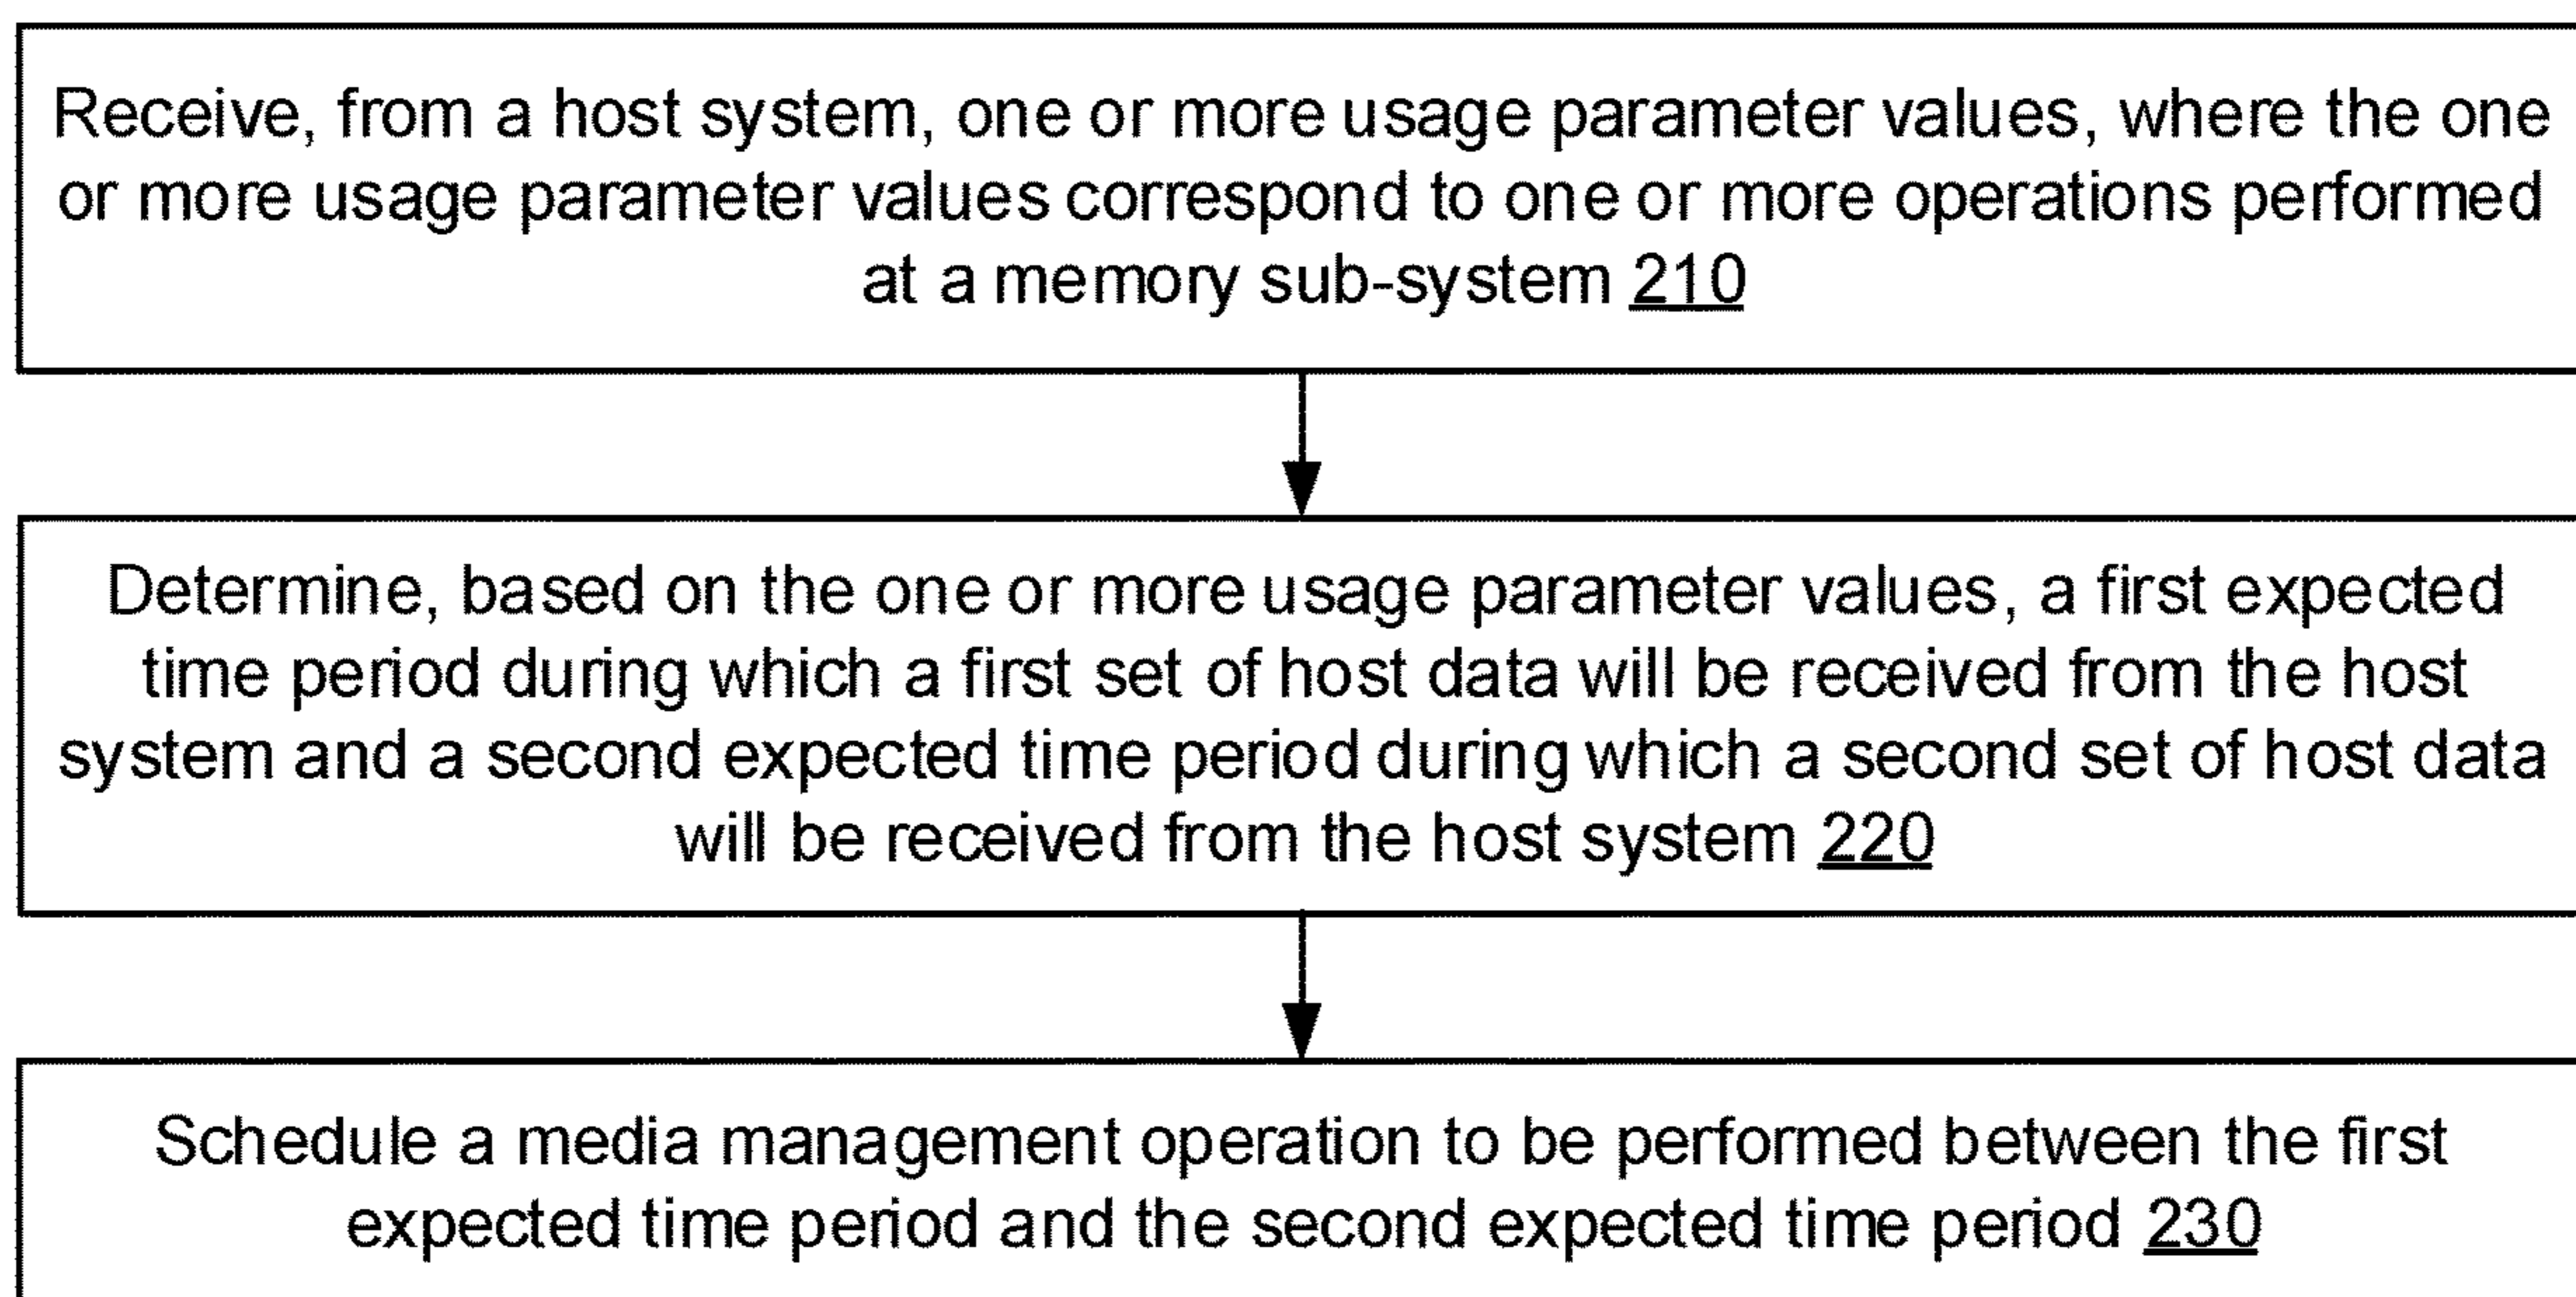 Receive, from a host system, one or more usage parameter values, where the one
or more usage parameter values correspond to one or more operations performed
at a memory sub-system 210
Determine, based on the one or more usage parameter values, a first expected
time period during which a first set of host data will be received from the host
system and a second expected time period during which a second set of host data
will be received from the host system 220
Schedule a media management operation to be performed between the first
expected time period and the second expected time period 230